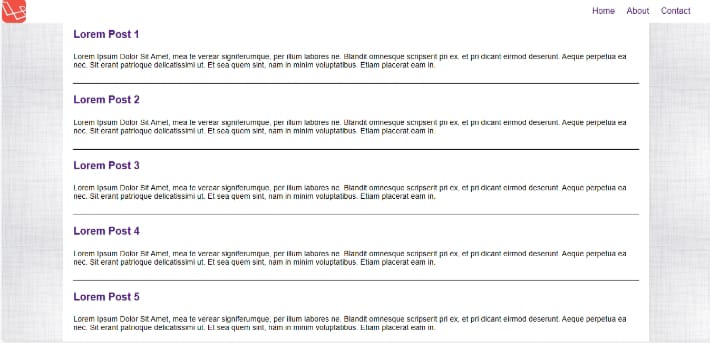 Home About Contact
Lorem Post 1
Lorem Ipsum Dolor Sit Amet, mea te verear signiferumque, per illum labores ne. Blandit omnesque scripserit pri ex, et pri dicant eirmod deserunt. Aeque perpetua ea
nec. Sit erant patrioque delicatissimi ut. Et sea quem sint, nam in minim voluptatibus. Etiam placerat eam in.
Lorem Post 2
Lorem Ipsum Dolor Sit Amet, mea te verear signiferumque, per illum labores ne. Blandit omnesque scripserit pri ex, et pri dicant eirmod deserunt. Aeque perpetua ea
nec. Sit erant patrioque delicatissimi ut. Et sea quem sint, nam in minim voluptatibus. Etiam placerat eam in.
Lorem Post 3
Lorem Ipsum Dolor Sit Amet, mea te verear signiferumque, per illum labores ne. Blandit omnesque scripserit pri ex, et pri dicant eirmod deserunt. Aeque perpetua ea
nec. Sit erant patrioque delicatissimi ut. Et sea quem sint, nam in minim voluptatibus. Etiam placerat eam in.
Lorem Post 4
Lorem Ipsum Dolor Sit Amet, mea te verear signiferumque, per illum labores ne. Blandit omnesque scripserit pri ex, et pri dicant eirmod deserunt. Aeque perpetua ea
nec. Sit erant patrioque delicatissimi ut. Et sea quem sint, nam in minim voluptatibus. Etiam placerat eam in.
Lorem Post 5
Lorem Ipsum Dolor Sit Amet, mea te verear signiferumque, per illum labores ne. Blandit omnesque scripserit pri ex, et pri dicant eirmod deserunt. Aeque perpetua ea
nec. Sit erant patrioque delicatissimi ut. Et sea quem sint, nam in minim voluptatibus. Etiam placerat eam in.